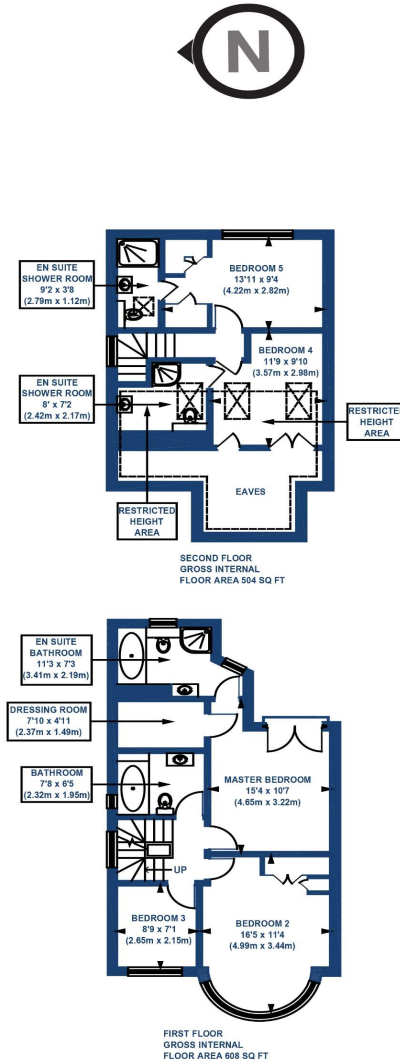 N
EN SUITE
SHOWER ROOM
9'2 x 3'8
(2.79m x 1.12m)
BEDROOM 5
13'11 x 9'4
(4.22m x 2.82m)
BEDROOM 4
11'9 x 9'10
(3.57m x 2.98m)
EN SUITE
SHOWER ROOM
8' x 7'2
(2.42m x 2.17m)
RESTRICTED
HEIGHT
AREA
EAVES
RESTRICTED
HEIGHT
AREA
SECOND FLOOR
GROSS INTERNAL
FLOOR AREA 504 SQ FT
EN SUITE
BATHROOM
11'3 x 7'3
(3.41m x 2.19m)
DRESSING ROOM
7'10 x 4'11
(2.37m x 1.49m)
BATHROOM
7'8 x 6'5
(2.32m x 1.95m)
MASTER BEDROOM
15'4 x 10'7
(4.65m x 3.22m)
UP
BEDROOM 3
8'9 x 7'1
(2.65m x 2.15m)
BEDROOM 2
16'5 x 11'4
(4.99m x 3.44m)
FIRST FLOOR
GROSS INTERNAL
FLOOR AREA 608 SQ FT